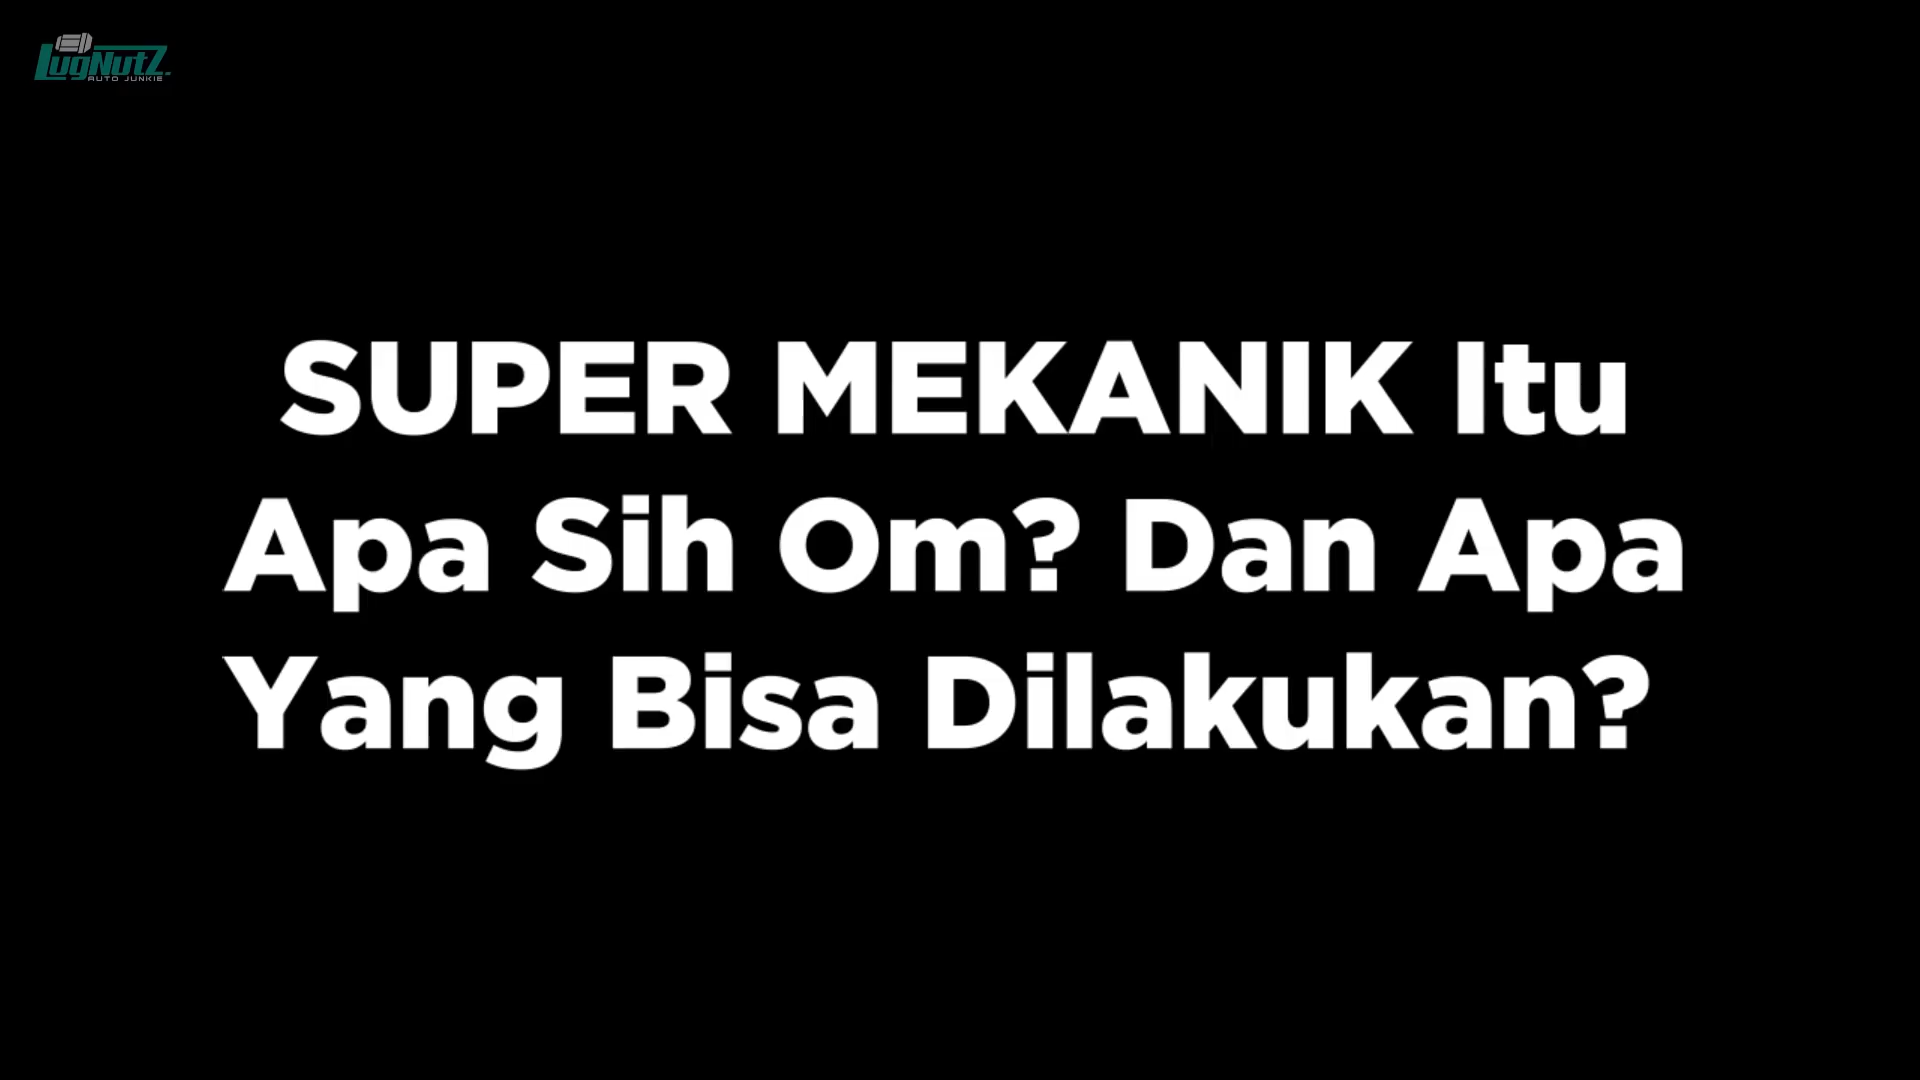 LugNutZ.
AUTO JUNKIE
SUPER MEKANIK Itu
Apa Sih Om? Dan Apa
Yang Bisa Dilakukan?